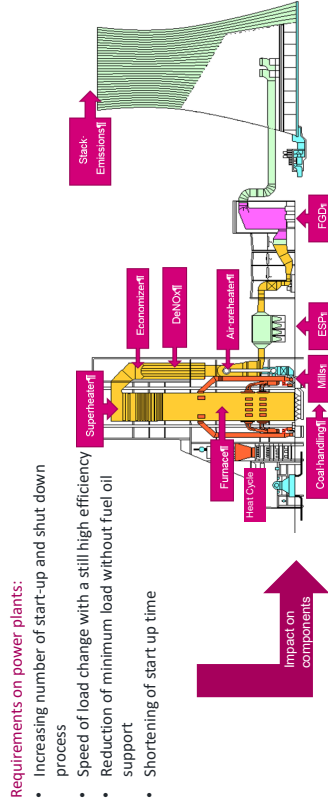 Requirements on power plants:
• Increasing number of start-up and shut down
process
• Speed of load change with a still high efficiency
• Reduction of minimum load without fuel oil
support
• Shortening of start up time
Impact on
components
Superheater¶
Economizer¶
DeNOx¶
Air-preheater¶
Stack-
Emissions¶
Furnace¶
Heat Cycle
Coal-handling¶
Mills¶
ESP¶
FGD¶